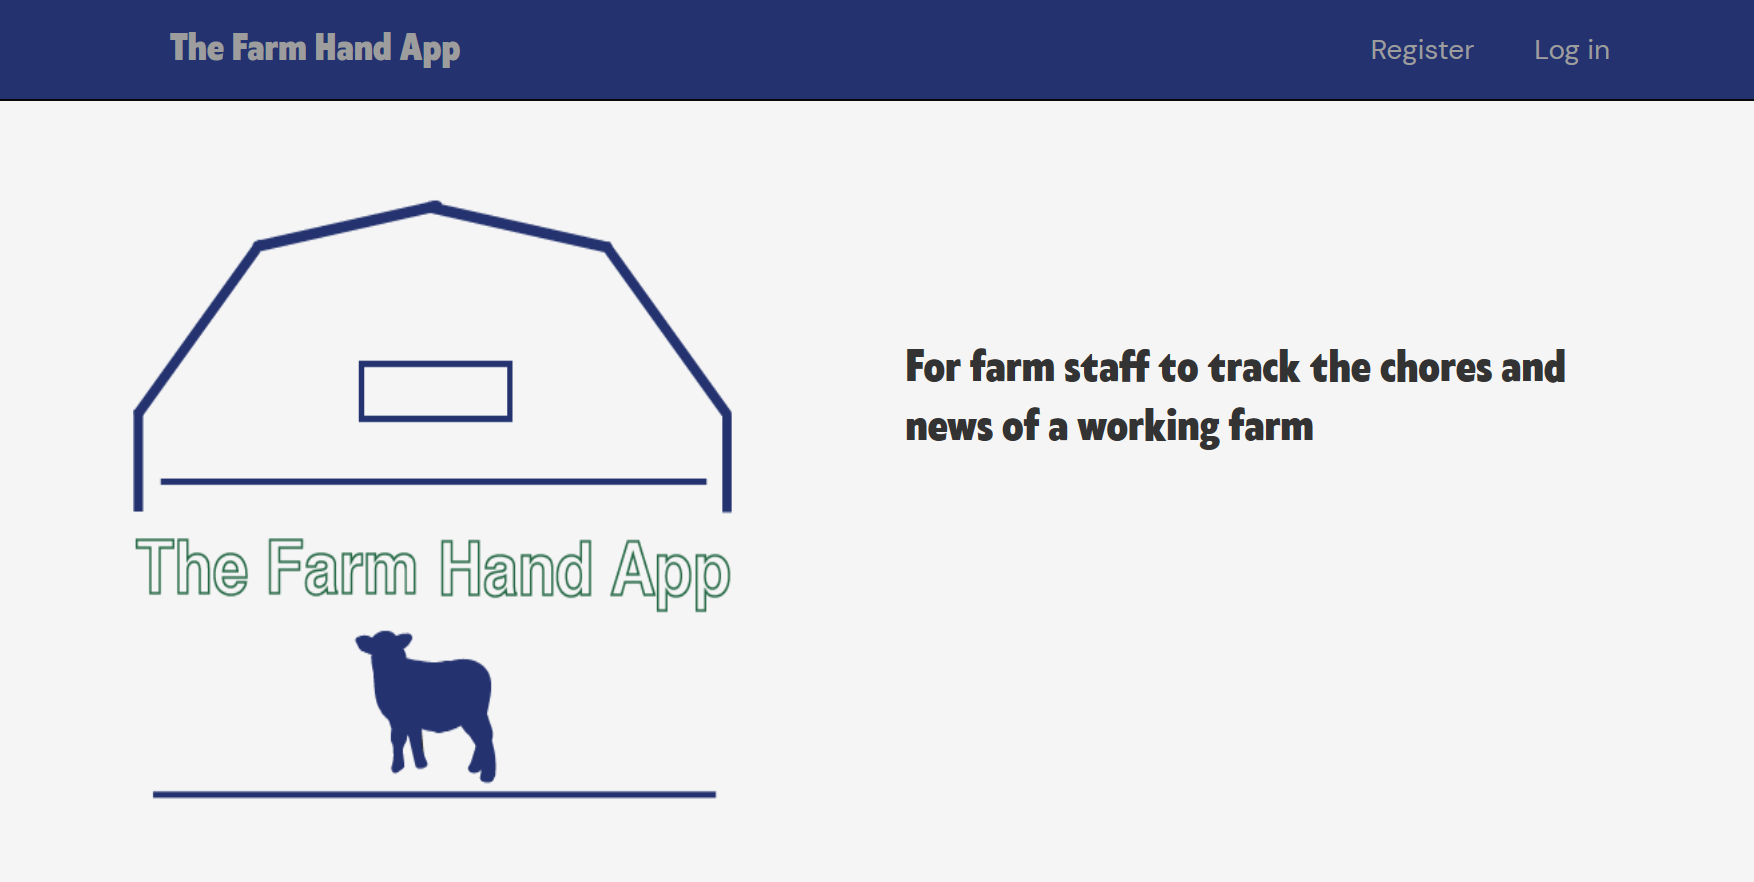 The Farm Hand App
Register
Log in
For farm staff to track the chores and
news of a working farm
The Farm Hand App